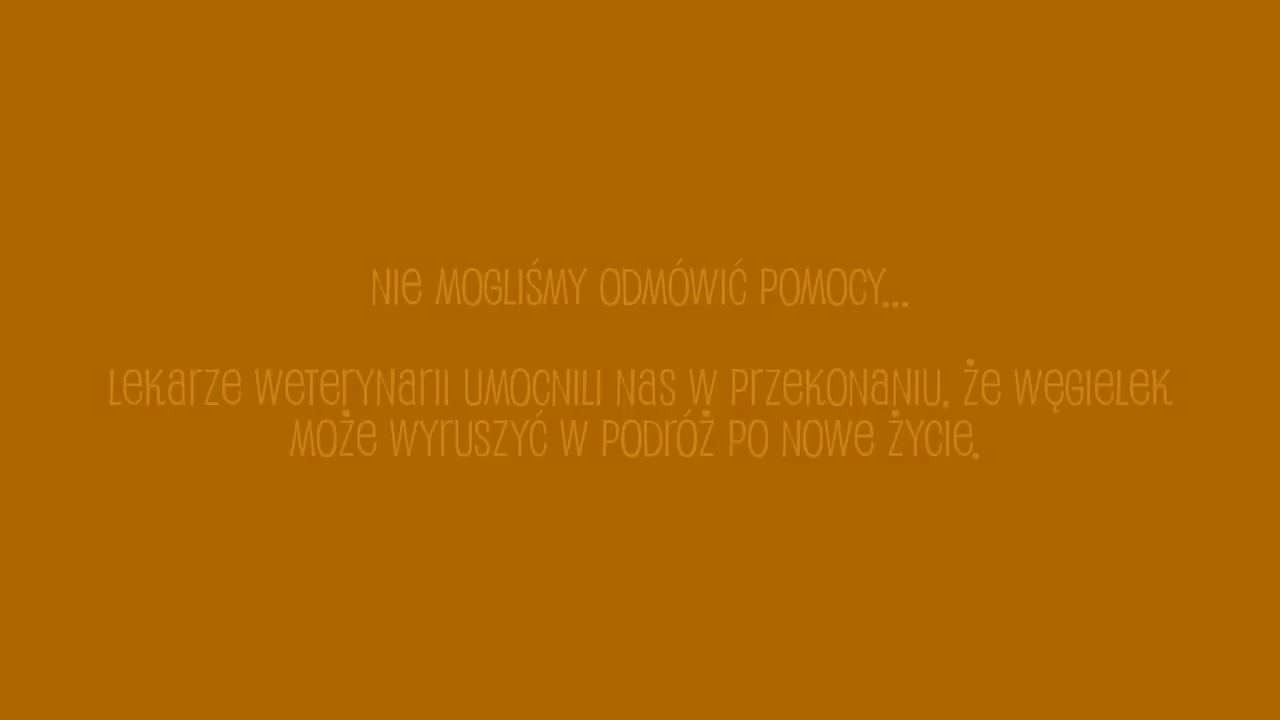 Nie mogliśmy odmówić pomocy...
Lekarze weterynarii umocnili nas w przekonaniu, że Węgielek
może wyruszyć w podróż po nowe życie.